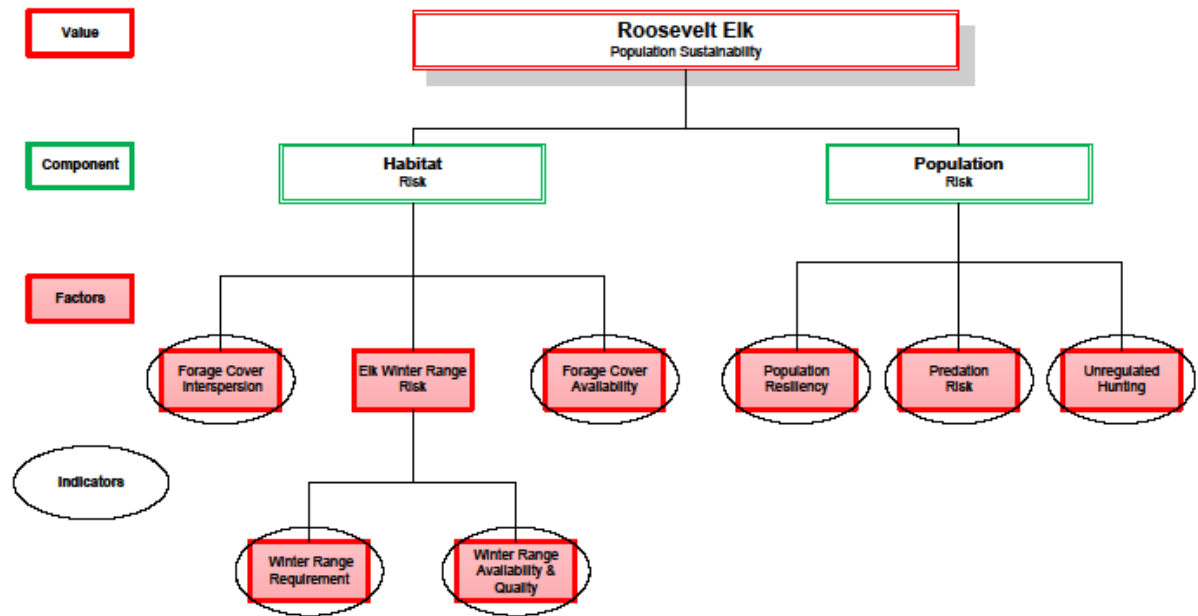 Value
Roosevelt Elk
Population Sustainability
Component
Habitat
Risk
Population
Risk
Factors
Forage Cover
Interspersion
Elk Winter Range
Risk
Forage Cover
Availability
Population
Resiliency
Predation
Risk
Unregulated
Hunting
Indicators
Winter Range
Requirement
Winter Range
Availability &
Quality